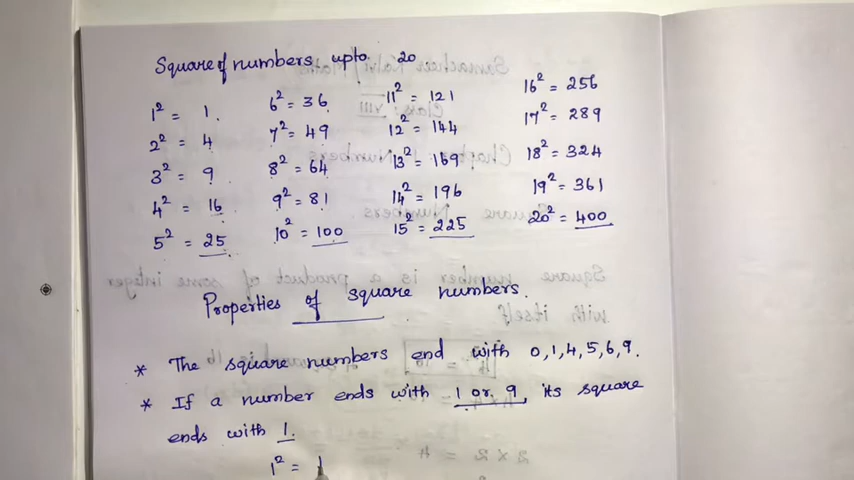 Square of numbers upto 20
1² = 1.
2² = 4
3² = 9
4² = 16
5² = 25
6² = 36
7² = 49
8² = 64
9² = 81
10² = 100
11² = 121
12² = 144
13² = 169
14² = 196
15² = 225
16² = 256
17² = 289
18² = 324
19² = 361
20² = 400
Properties of square numbers.
* The square numbers end with 0,1,4,5,6,9.
* If a number ends with 1 or 9, its square
ends with 1.
1² = 1